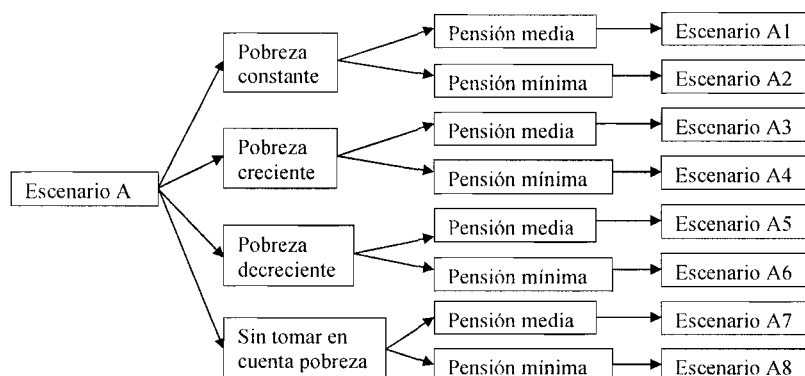 Escenario A
Pobreza
constante
Pobreza
creciente
Pobreza
decreciente
Sin tomar en
cuenta pobreza
Pensión media
Pensión mínima
Pensión media
Pensión mínima
Pensión media
Pensión mínima
Pensión media
Pensión mínima
Escenario A1
Escenario A2
Escenario A3
Escenario A4
Escenario A5
Escenario A6
Escenario A7
Escenario A8